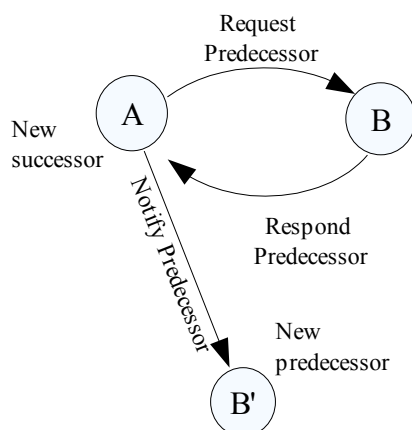 Request
Predecessor
A
B
New
successor
Notify Predecessor
Respond
Predecessor
New
predecessor
B'